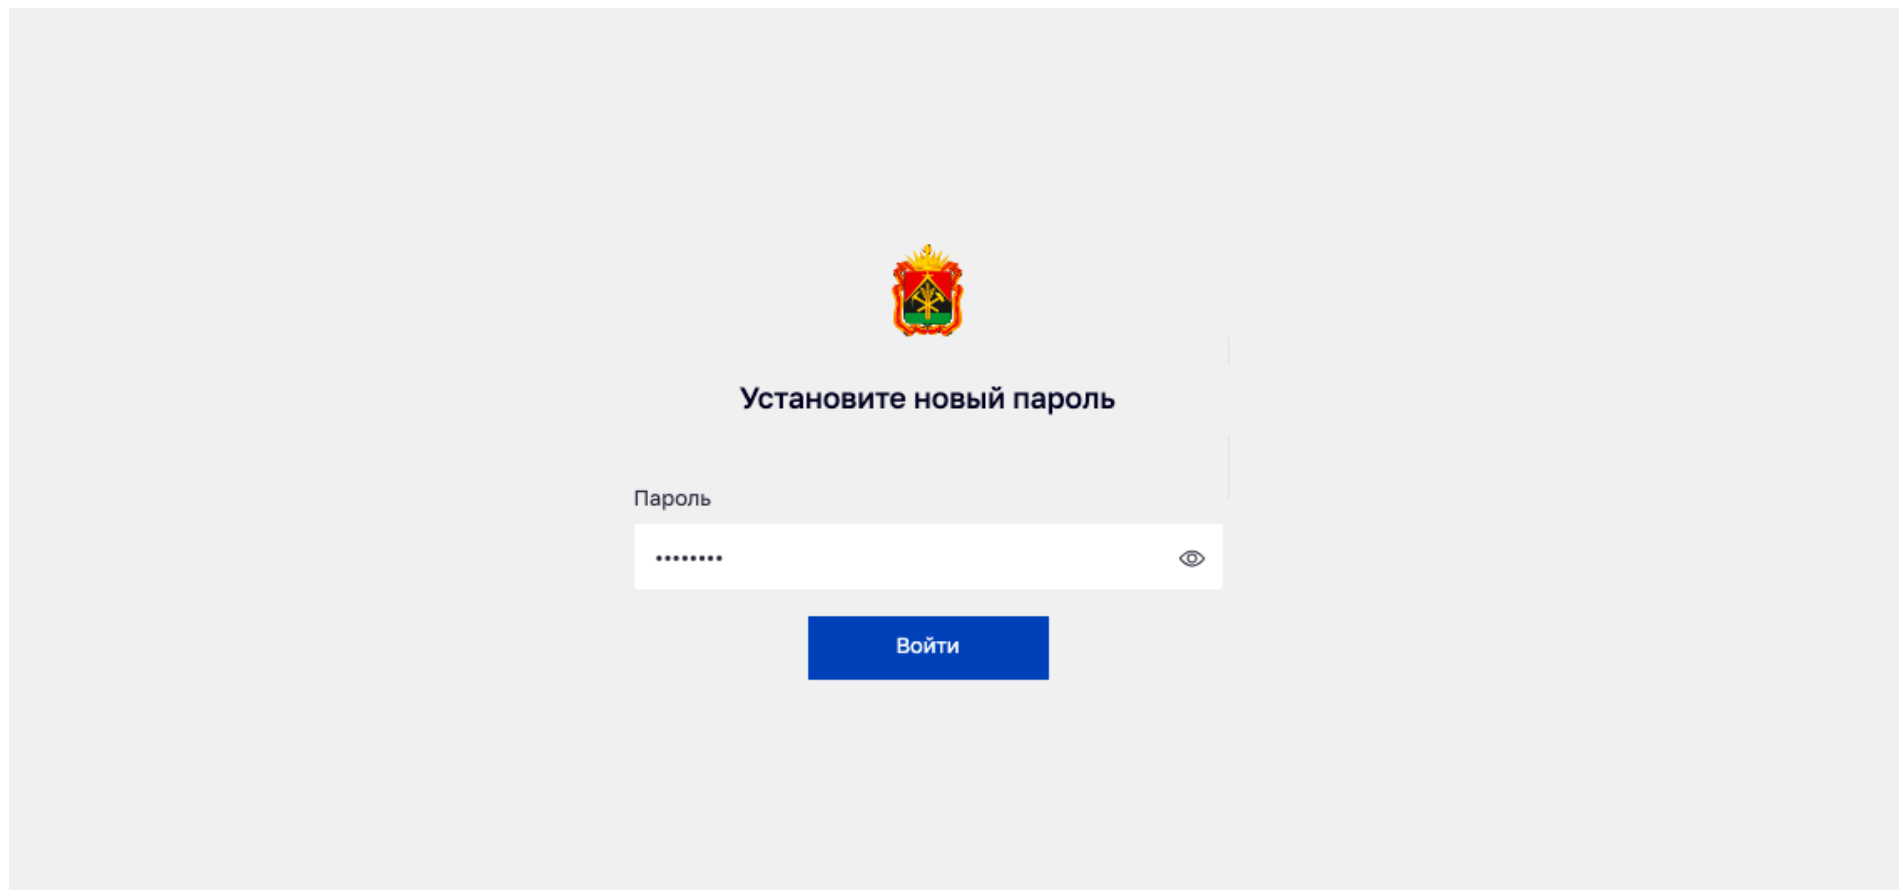 Установите новый пароль
Пароль
••••••••
Войти